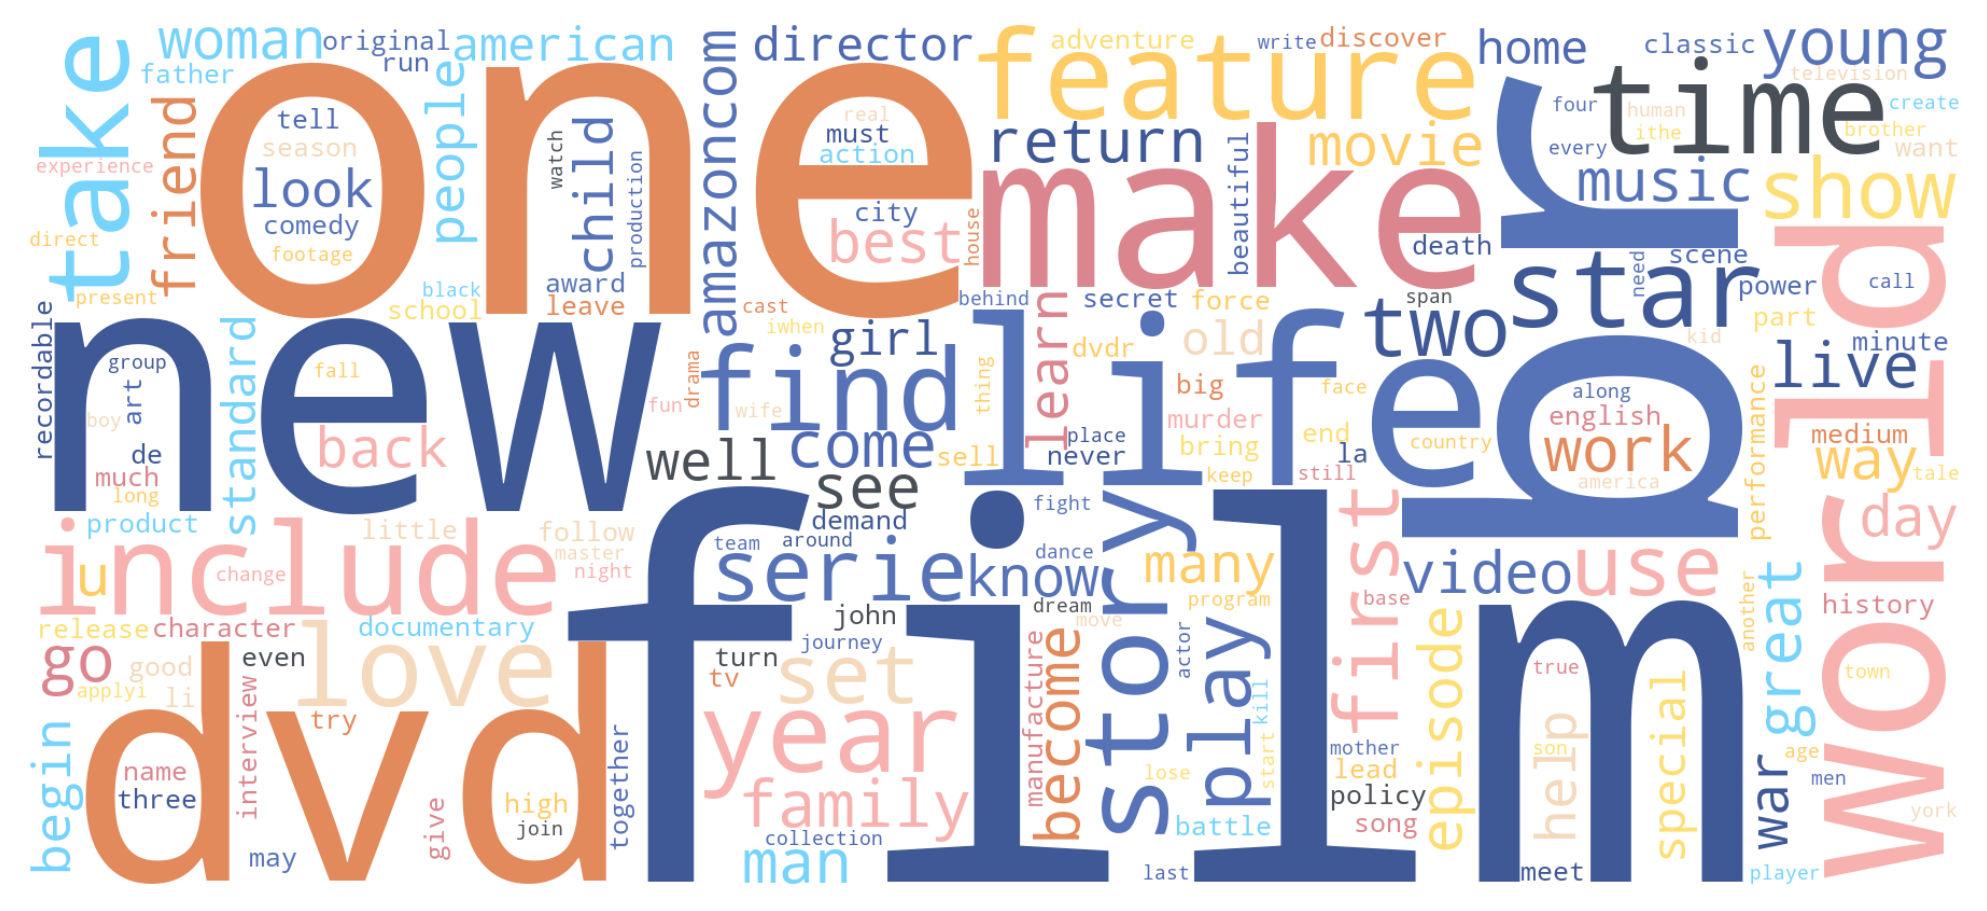 take
woman
original
run
american
amazoncom
director
feature
adventure
write
discover
home
classic
young
father
friend
people
one
tell
season
look
comedy
footage
watch
child
production
real
must
action
city
best
house
return
beautiful
movie
make
death
four
every
human
ithe
time
television
create
brother
want
music
show
experience
direct
present
black
school
award
leave
cast
iwhen
behind
secret
force
span
star
need
scene
power
call
world
get
recordable
new
group
art
boy
de
much
long
fall
back
standard
fun
drama
wife
find
girl
thing
life
learn
dvdr
old
big
murder
bring
keep
face
two
kid
part
minute
live
along
english
work
america
country
end
la
still
place
never
come
sell
well
see
performance
medium
way
tale
product
include
u
change
little
follow
master
night
film
team
around
demand
serie
know
fight
dance
story
many
program
first
base
video
use
day
history
another
great
release
character
documentary
go
good
li
applyi
even
love
john
journey
turn
tv
set
dream
move
actor
play
kill
start
episode
true
special
help
son
town
begin
dvd
name
three
interview
try
may
high
join
give
together
year
family
collection
man
manufacture
become
lose
battle
last
mother
lead
policy
song
meet
war
age
men
player
york